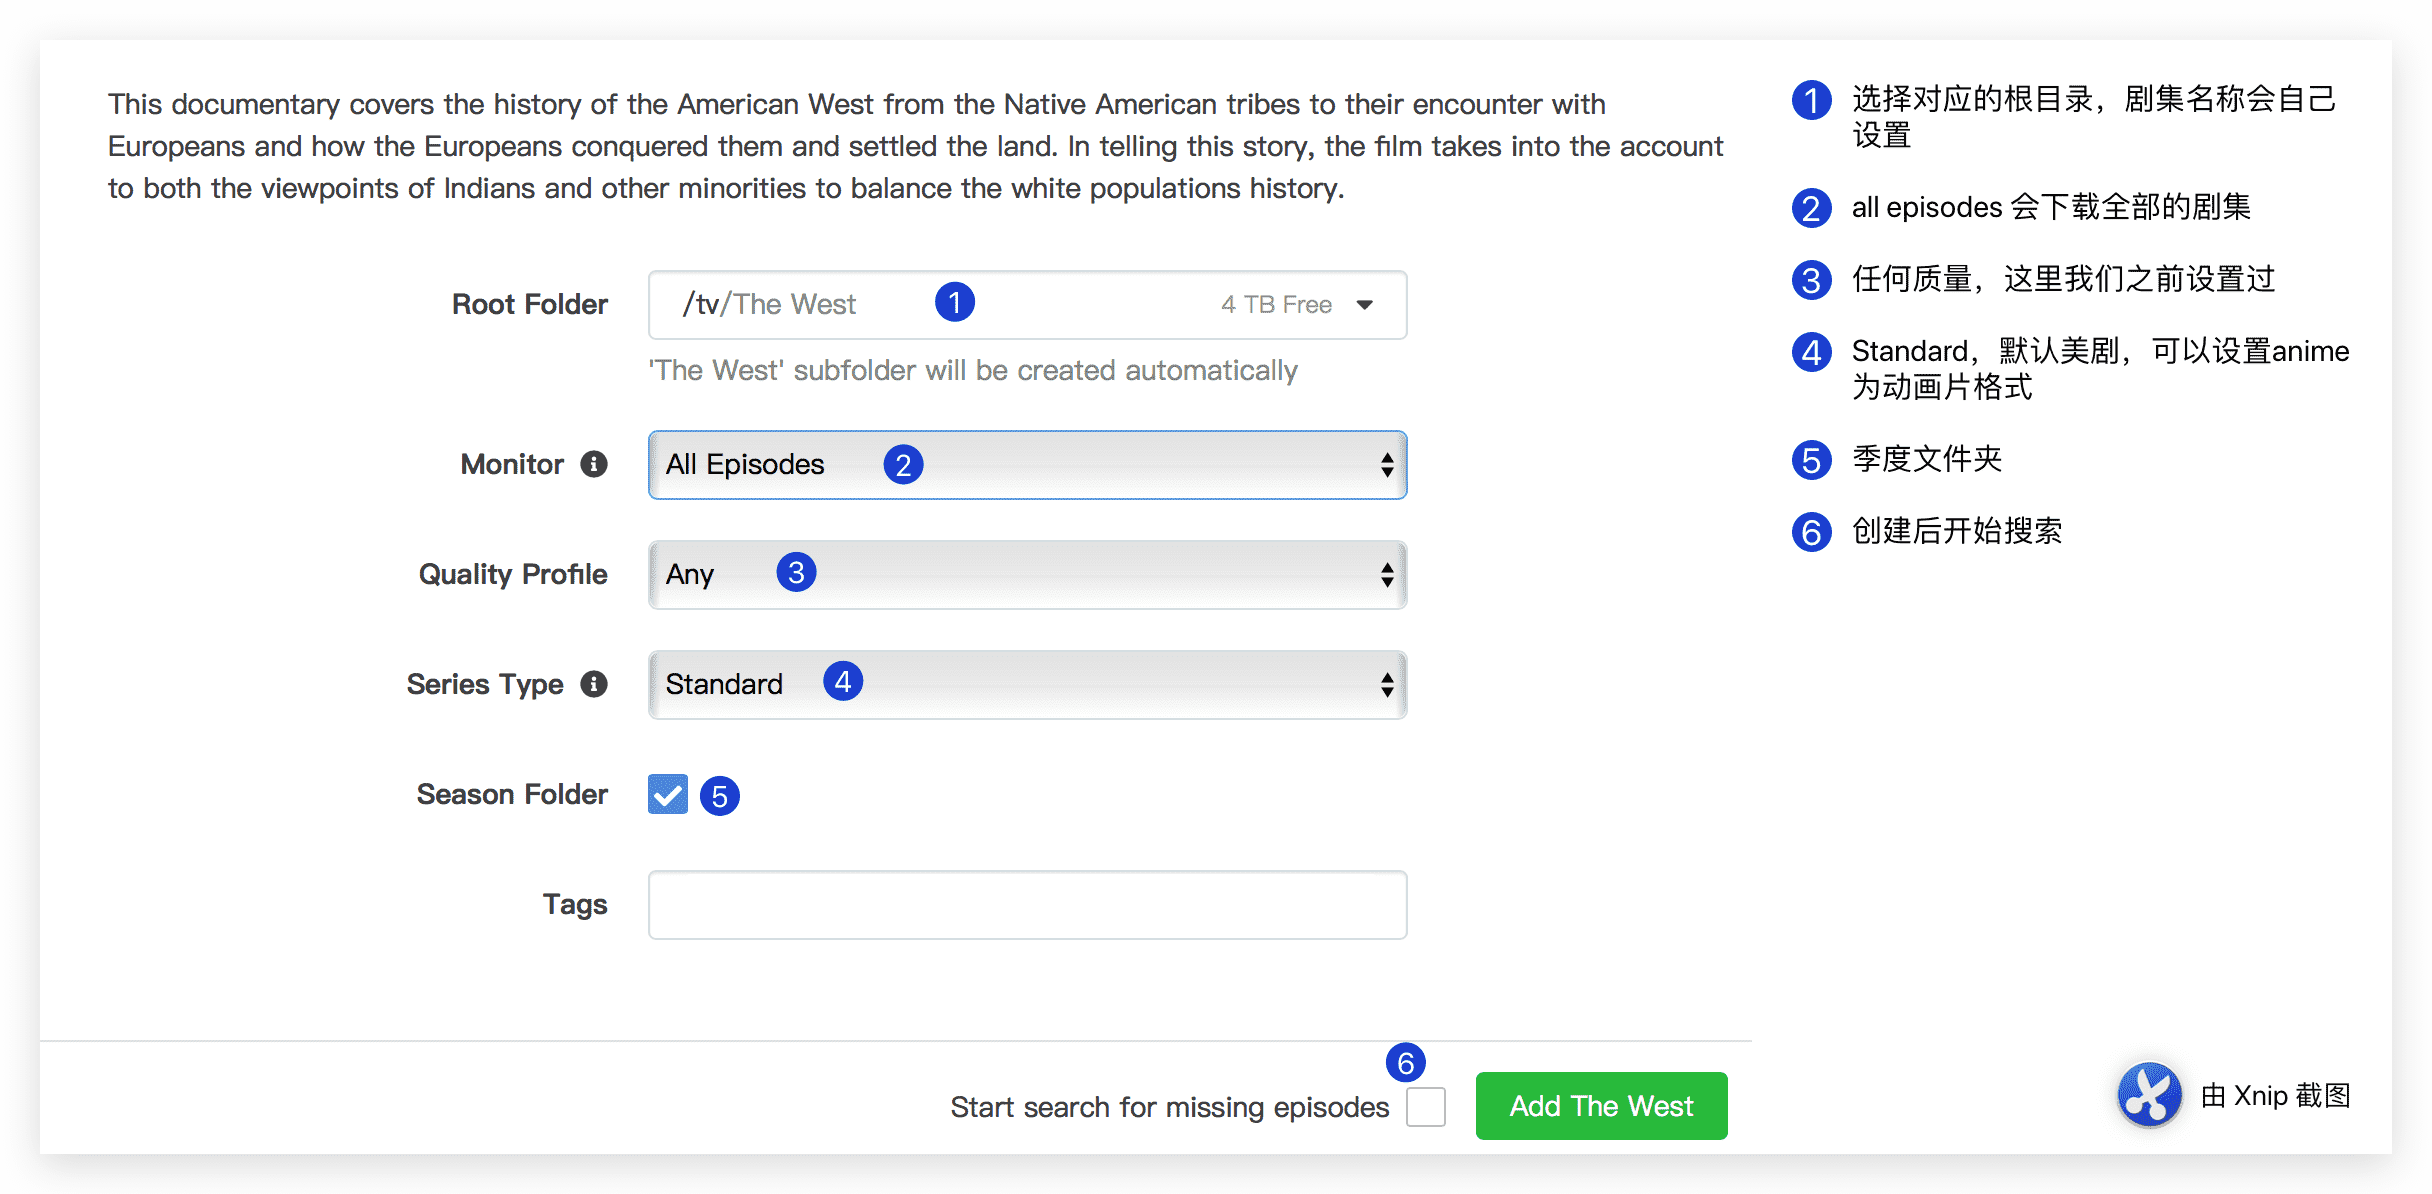 This documentary covers the history of the American West from the Native American tribes to their encounter with
Europeans and how the Europeans conquered them and settled the land. In telling this story, the film takes into the account
to both the viewpoints of Indians and other minorities to balance the white populations history.
Root Folder /tv/The West 1 4 TB Free
'The West' subfolder will be created automatically
Monitor All Episodes 2
Quality Profile Any 3
Series Type Standard 4
Season Folder 5
Tags
6
Start search for missing episodes Add The West
1 选择对应的根目录，剧集名称会自己
设置
2 all episodes 会下载全部的剧集
3 任何质量，这里我们之前设置过
4 Standard，默认美剧，可以设置anime
为动画片格式
5 季度文件夹
6 创建后开始搜索
由 Xnip 截图